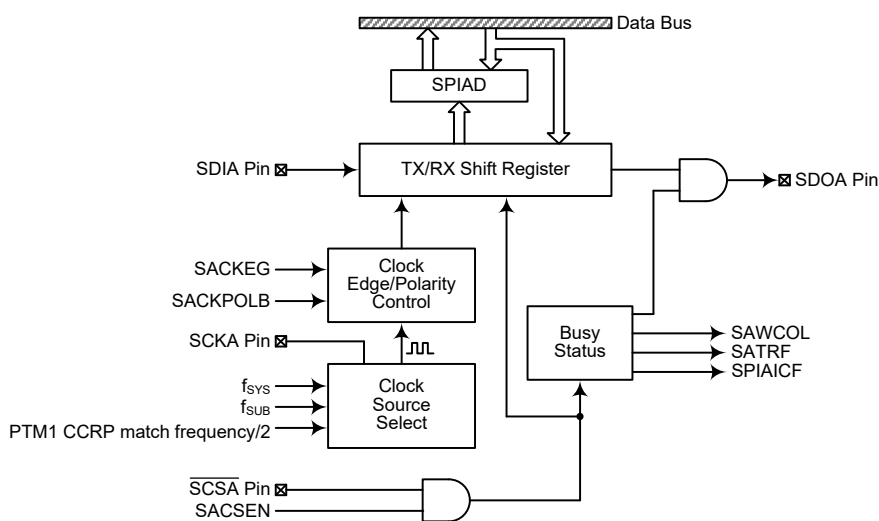 Data Bus
SPIAD
SDIA Pin
TX/RX Shift Register
SDOA Pin
SACKEG
SACKPOLB
Clock
Edge/Polarity
Control
SCKA Pin
Busy
Status
SAWCOL
SATRF
SPIAICF
fSYS
fSUB
PTM1 CCRP match frequency/2
Clock
Source
Select
SCSA Pin
SACSEN